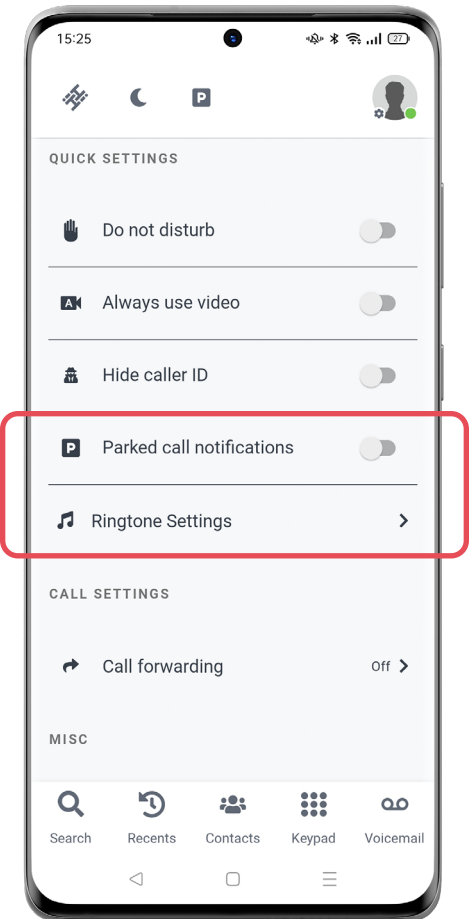 15:25
27
P
QUICK SETTINGS
Do not disturb
A
Always use video
Hide caller ID
P
Parked call notifications
Ringtone Settings
CALL SETTINGS
Call forwarding
Off
MISC
Search
Recents
Contacts
Keypad
Voicemail